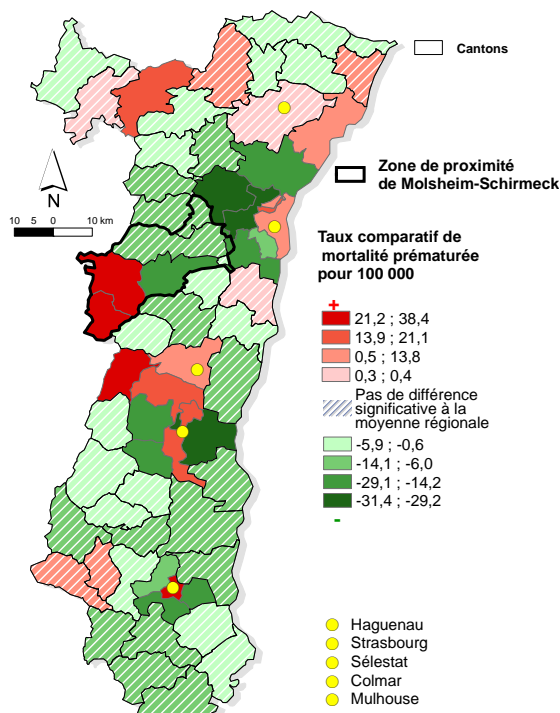 Cantons
Zone de proximité
de Molsheim-Schirmeck
N
10 5 0 10 km
Taux comparatif de
mortalité prématurée
pour 100 000
+
21,2 ; 38,4
13,9 ; 21,1
0,5 ; 13,8
0,3 ; 0,4
Pas de différence
significative à la
moyenne régionale
-5,9 ; -0,6
-14,1 ; -6,0
-29,1 ; -14,2
-31,4 ; -29,2
-
Haguenau
Strasbourg
Sélestat
Colmar
Mulhouse